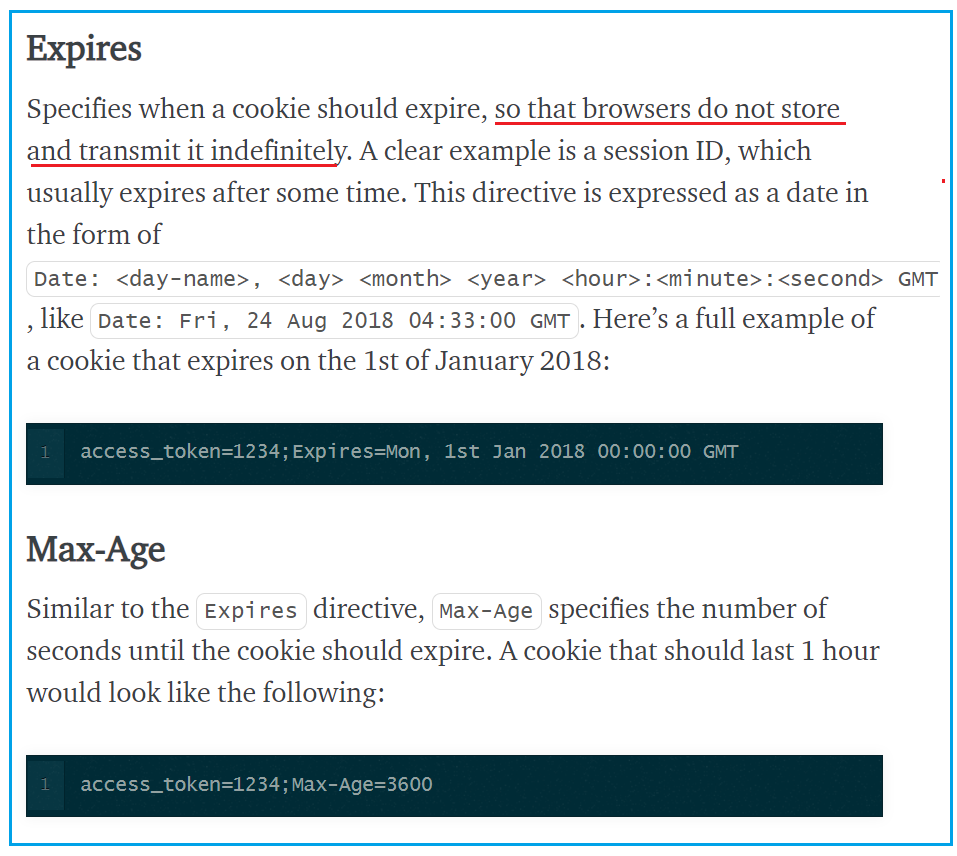 Expires
Specifies when a cookie should expire, so that browsers do not store
and transmit it indefinitely. A clear example is a session ID, which
usually expires after some time. This directive is expressed as a date in
the form of
Date: <day-name>, <day> <month> <year> <hour>:<minute>:<second> GMT
, like Date: Fri, 24 Aug 2018 04:33:00 GMT. Here’s a full example of
a cookie that expires on the 1st of January 2018:
1 access_token=1234;Expires=Mon, 1st Jan 2018 00:00:00 GMT
Max-Age
Similar to the Expires directive, Max-Age specifies the number of
seconds until the cookie should expire. A cookie that should last 1 hour
would look like the following:
1 access_token=1234;Max-Age=3600